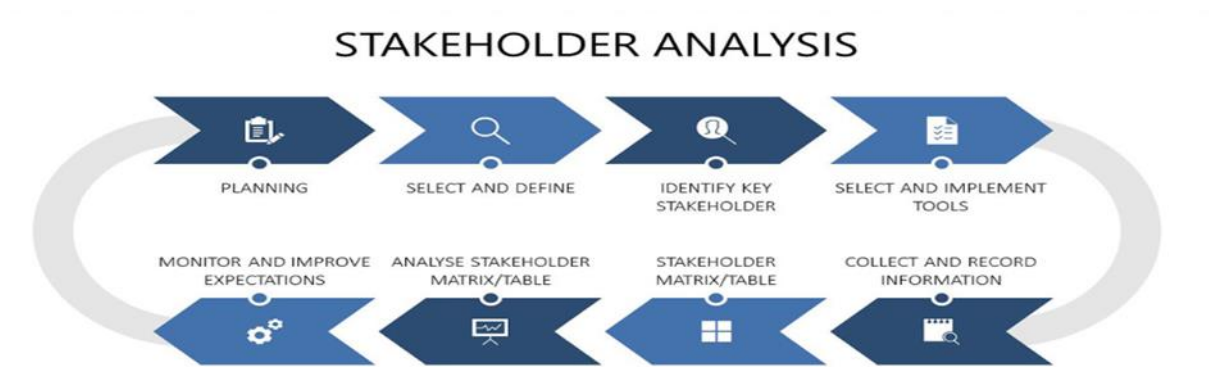 STAKEHOLDER ANALYSIS
PLANNING
SELECT AND DEFINE
IDENTIFY KEY
STAKEHOLDER
SELECT AND IMPLEMENT
TOOLS
MONITOR AND IMPROVE
EXPECTATIONS
ANALYSE STAKEHOLDER
MATRIX/TABLE
STAKEHOLDER
MATRIX/TABLE
COLLECT AND RECORD
INFORMATION